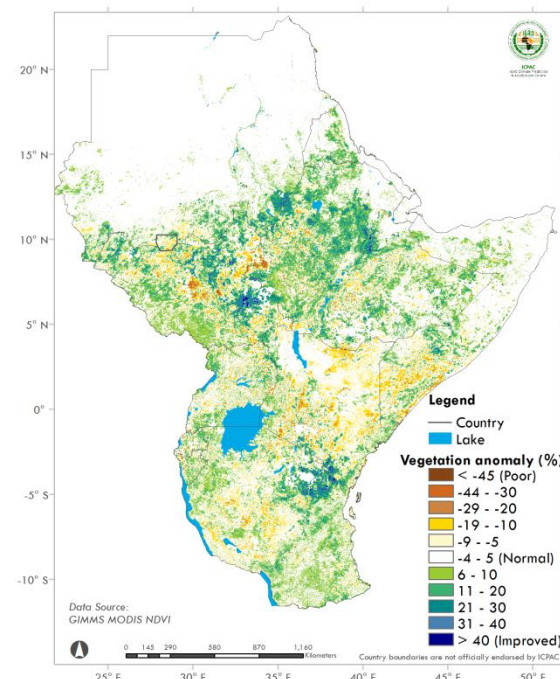 20° N
15° N
10° N
5°N
0°
-5°S
-10° S
ICPAC
Legend
Country
Lake
Vegetation anomaly (%)
< -45 (Poor)
-44 - -30
-29 - -20
-19 - -10
-9 - -5
-4 - 5 (Normal)
6 - 10
11 - 20
21 - 30
31 - 40
> 40 (Improved)
Data Source:
GIMMS MODIS NDVI
0 145 290 580 870 1,160
Kilometers
Country boundaries are not officially endorsed by ICPAC
25° E 30° E 35° E 40° E 45° E 50° E